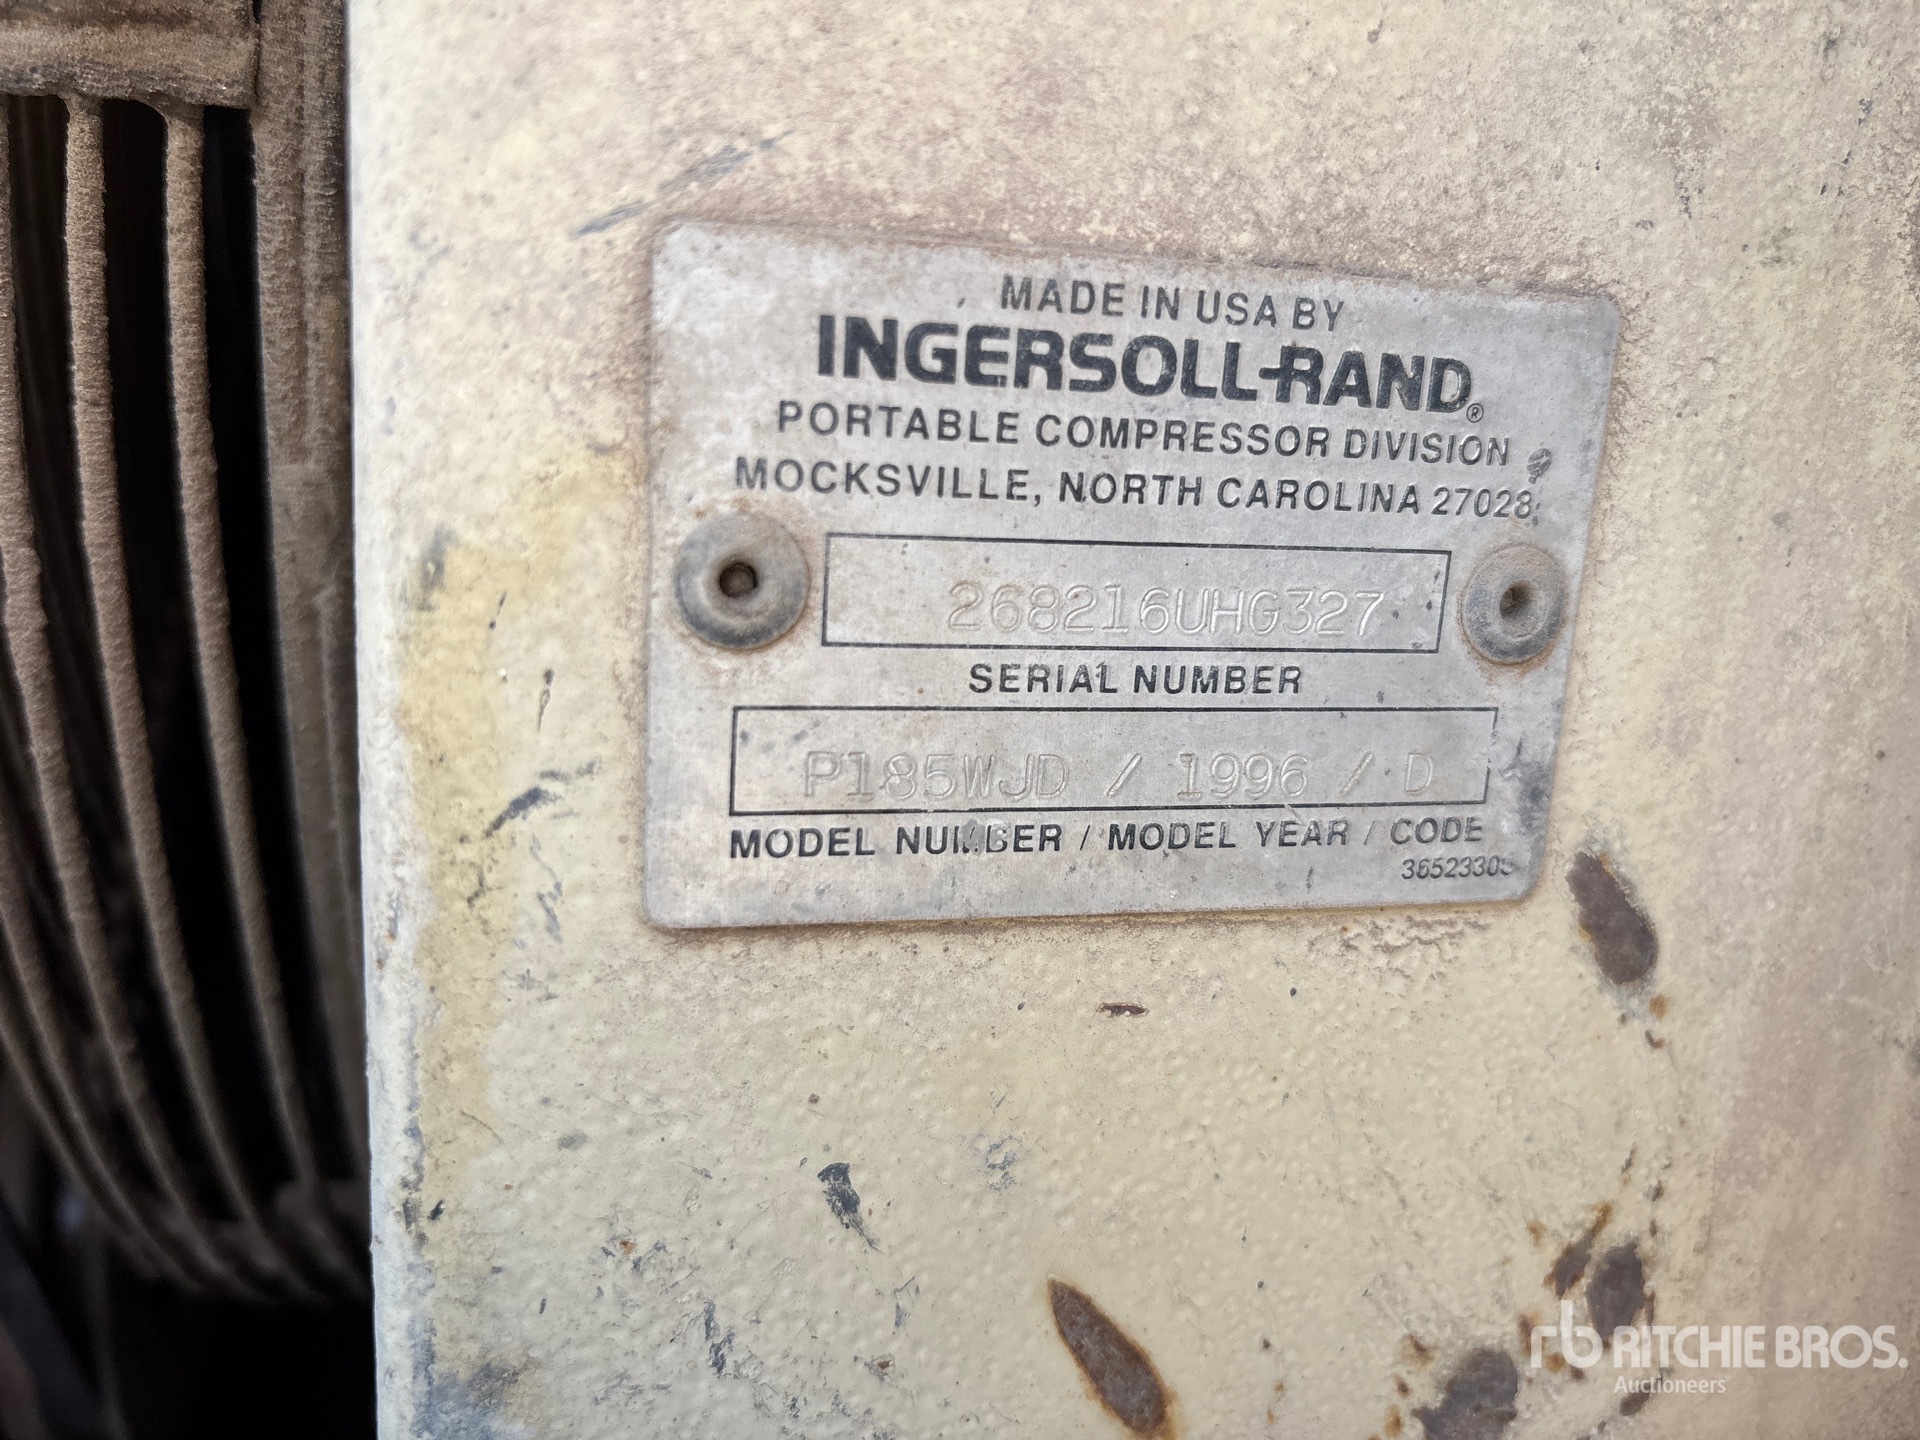 MADE IN USA BY
INGERSOLL-RAND®
PORTABLE COMPRESSOR DIVISION
MOCKSVILLE, NORTH CAROLINA 27028
268216UHG327
SERIAL NUMBER
P185WJD / 1996 / D
MODEL NUMBER / MODEL YEAR / CODE
rb RITCHIE BROS.
Auctioneers